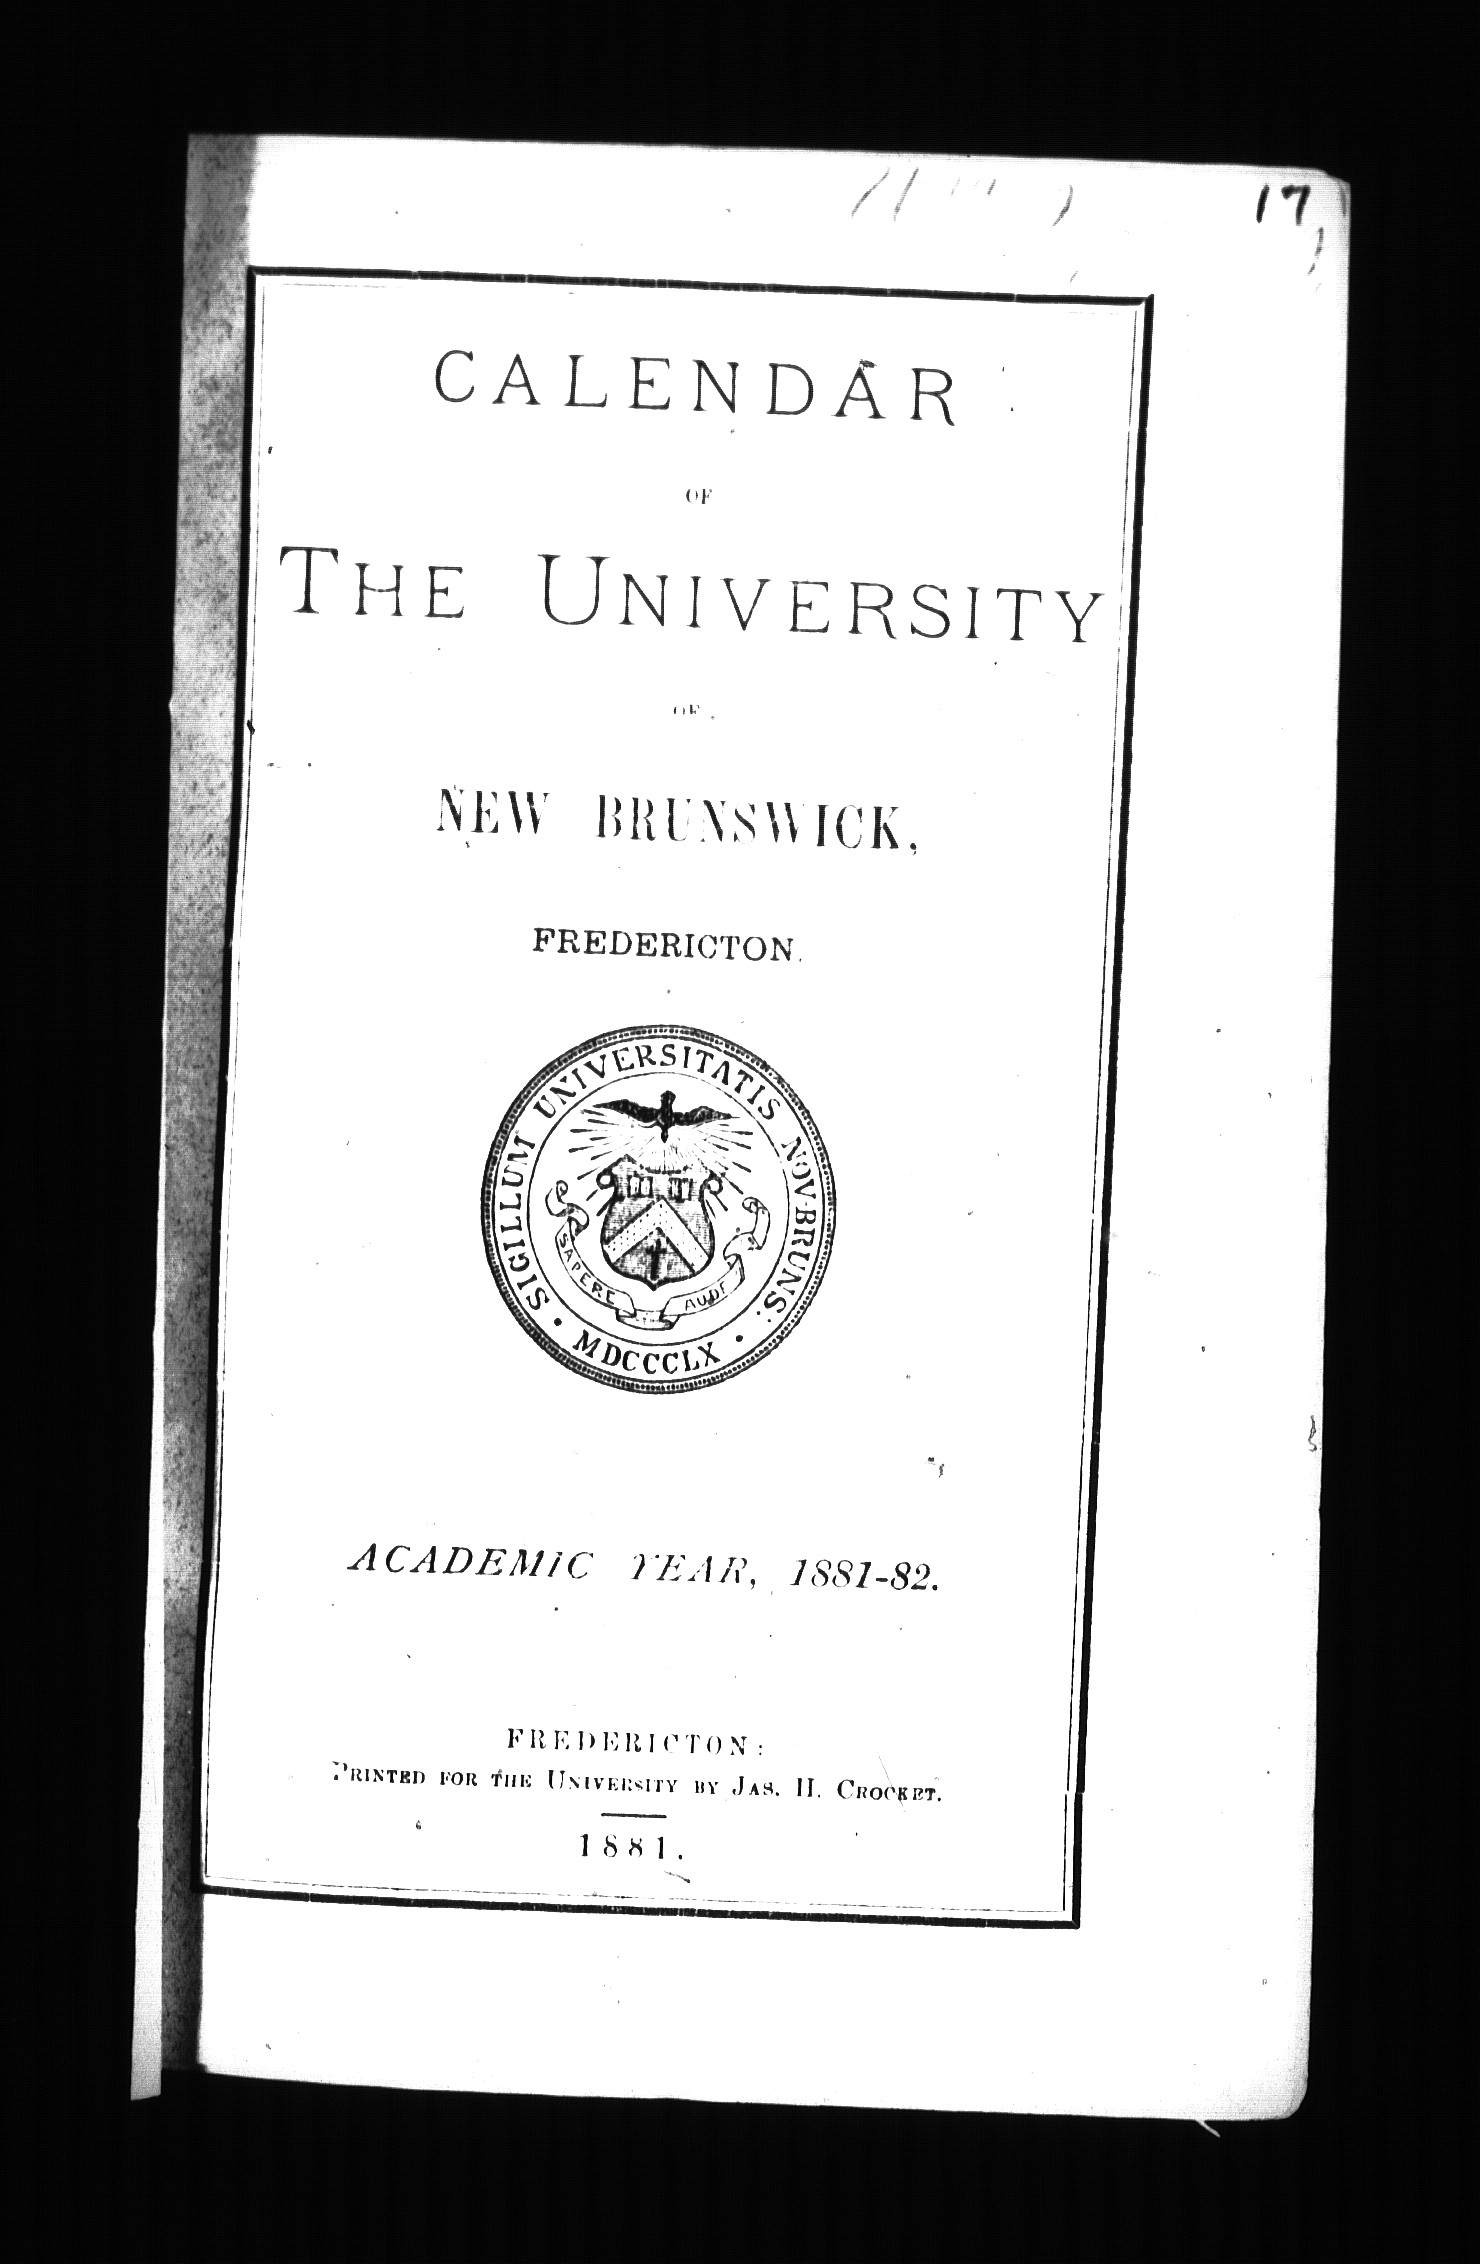 17
CALENDAR
OF
THE UNIVERSITY
OF
NEW BRUNSWICK,
FREDERICTON.
SIGILLUM UNIVERSITATIS NOV·BRUNS:
SAPERE AUDE
MDCCCLX
ACADEMIC YEAR, 1881-82.
FREDERICTON:
PRINTED FOR THE UNIVERSITY BY JAS. H. CROCKET.
1881.